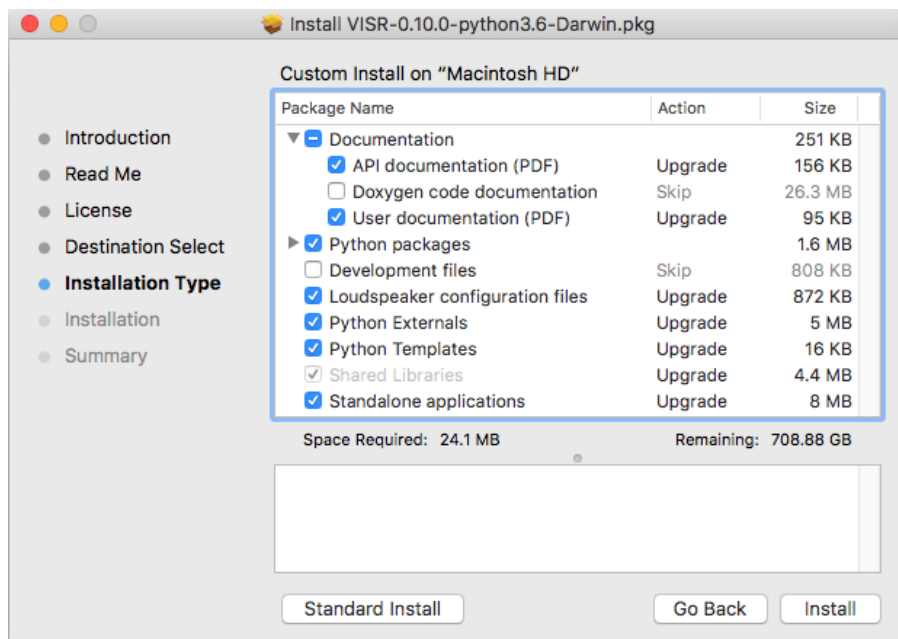 Install VISR-0.10.0-python3.6-Darwin.pkg
Custom Install on “Macintosh HD”
Introduction
Read Me
License
Destination Select
Installation Type
Installation
Summary
Package Name Action Size
Documentation 251 KB
API documentation (PDF) Upgrade 156 KB
Doxygen code documentation Skip 26.3 MB
User documentation (PDF) Upgrade 95 KB
Python packages 1.6 MB
Development files Skip 808 KB
Loudspeaker configuration files Upgrade 872 KB
Python Externals Upgrade 5 MB
Python Templates Upgrade 16 KB
Shared Libraries Upgrade 4.4 MB
Standalone applications Upgrade 8 MB
Space Required: 24.1 MB Remaining: 708.88 GB
Standard Install Go Back Install